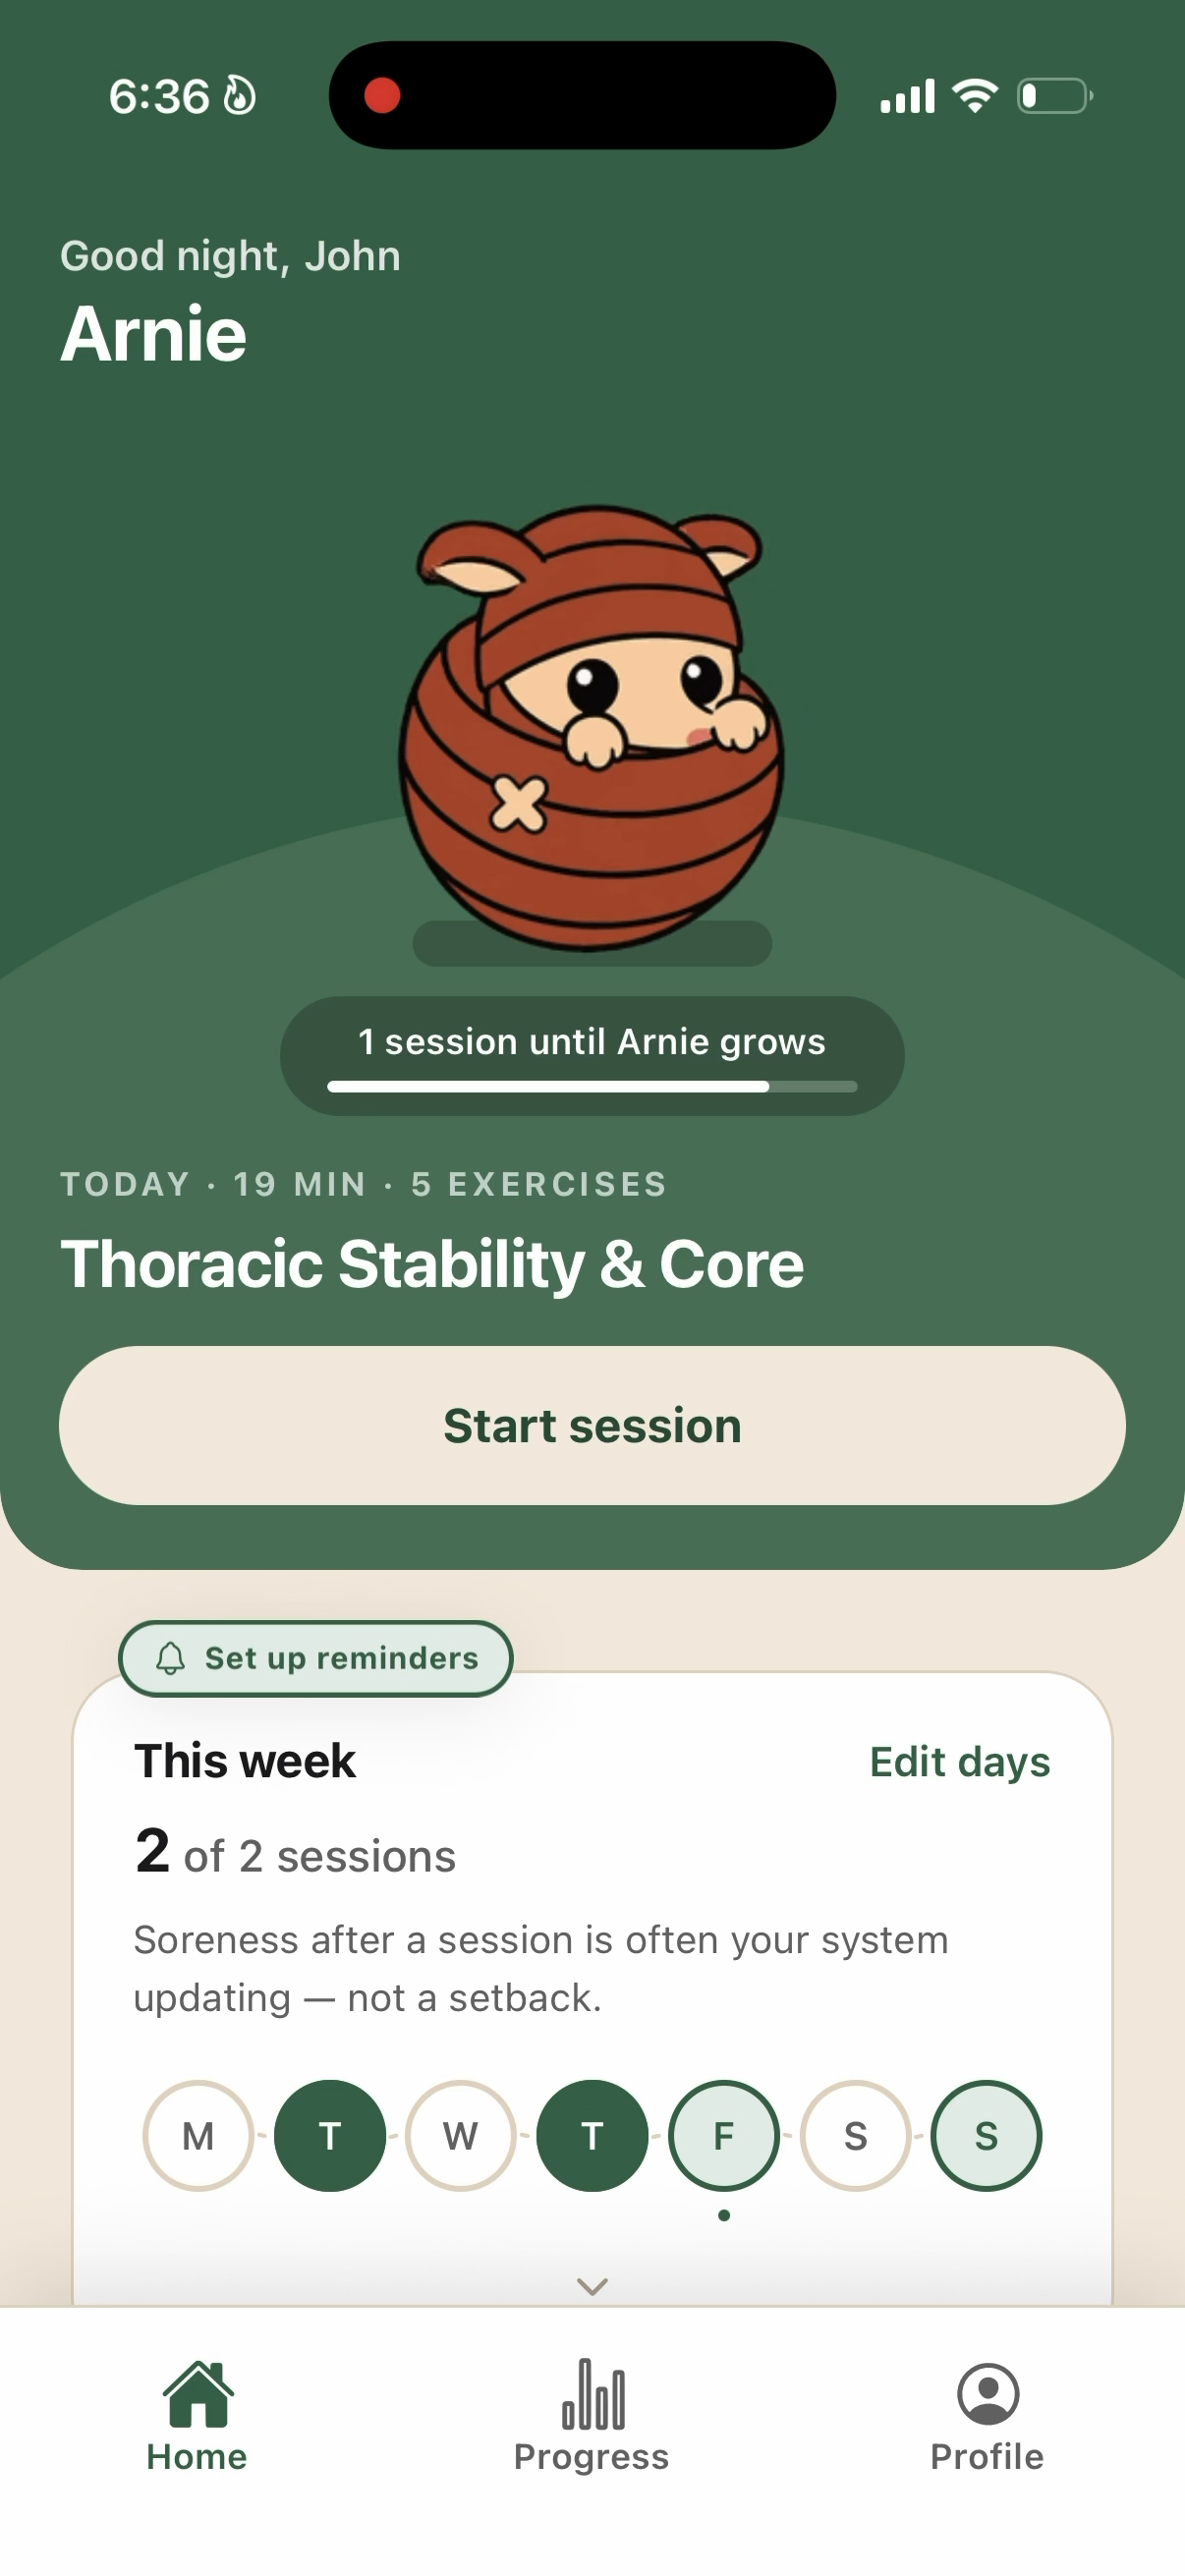 6:36
Good night, John
Arnie
1 session until Arnie grows
TODAY · 19 MIN · 5 EXERCISES
Thoracic Stability & Core
Start session
Set up reminders
This week
Edit days
2 of 2 sessions
Soreness after a session is often your system
updating — not a setback.
M T W T F S S
Home Progress Profile